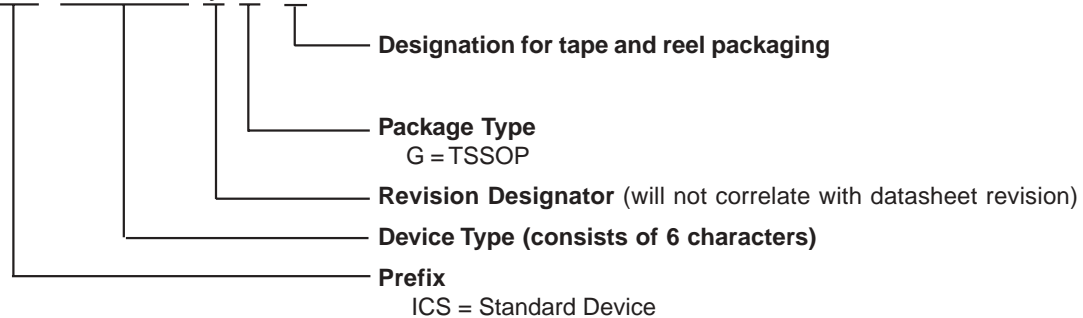 Designation for tape and reel packaging
Package Type
G = TSSOP
Revision Designator (will not correlate with datasheet revision)
Device Type (consists of 6 characters)
Prefix
ICS = Standard Device